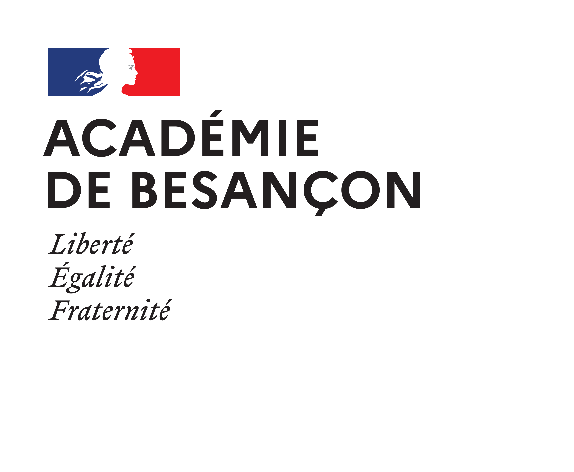 ACADÉMIE
DE BESANÇON
Liberté
Égalité
Fraternité